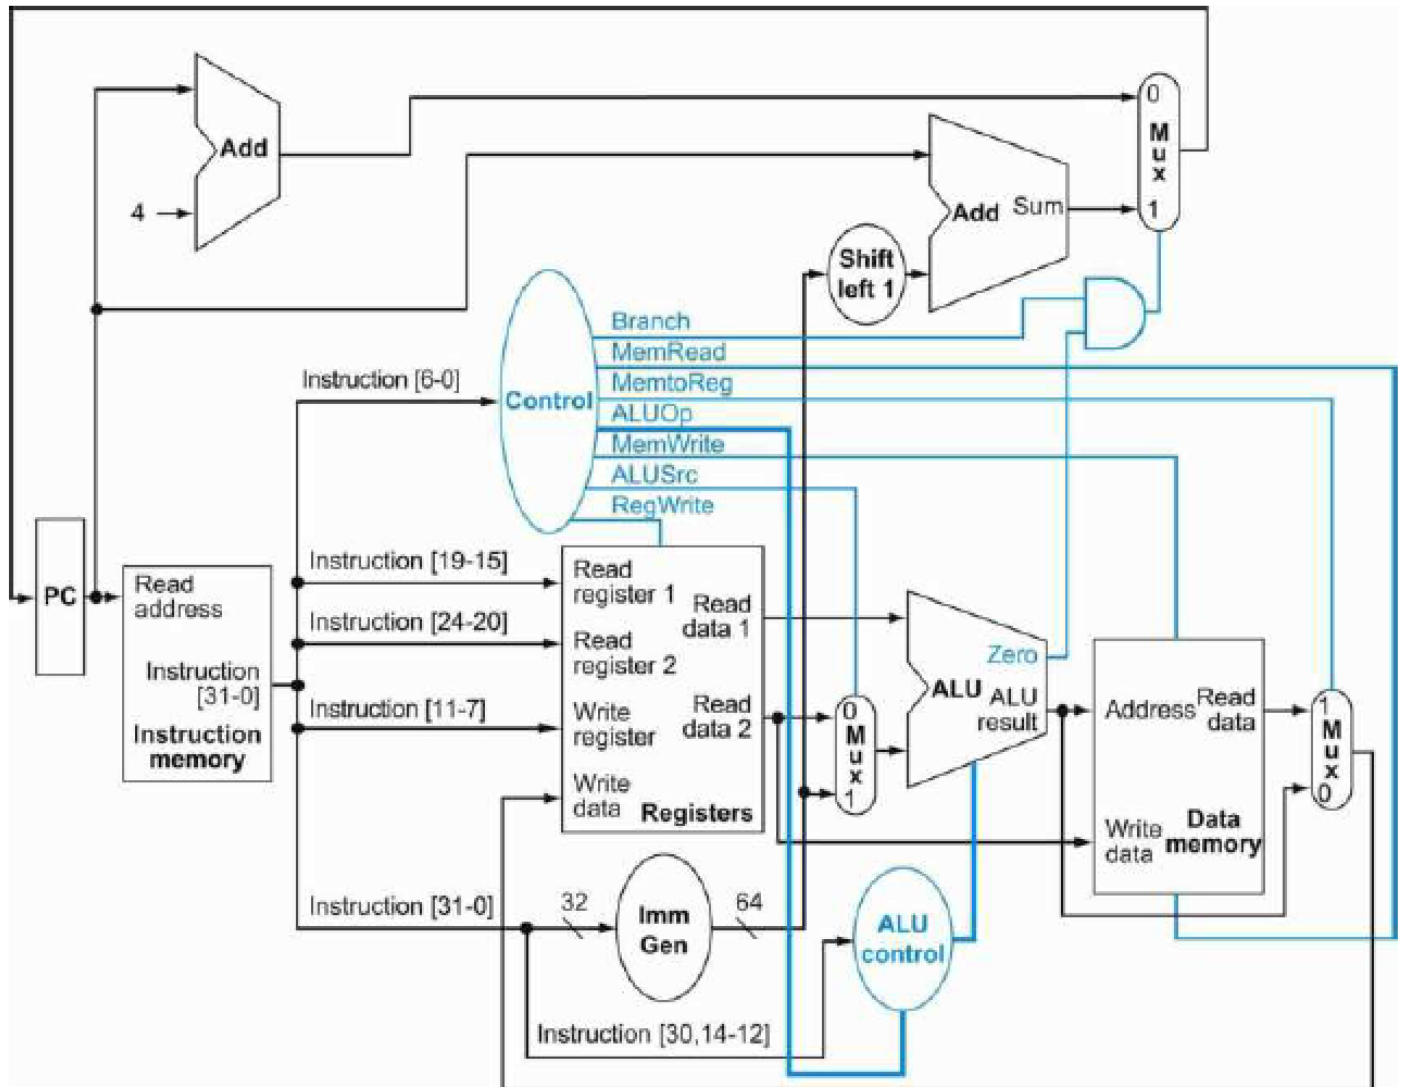 Add
4
0
M
u
x
1
Add Sum
Shift
left 1
Branch
MemRead
MemtoReg
ALUOp
MemWrite
ALUSrc
RegWrite
Instruction [6-0]
Control
PC
Read
address
Instruction
[31-0]
Instruction
memory
Instruction [19-15]
Instruction [24-20]
Instruction [11-7]
Read
register 1
Read
register 2
Write
register
Write
data
Read
data 1
Read
data 2
Registers
0
M
u
x
1
Zero
ALU
ALU
result
Address
Read
data
Write
data
Data
memory
1
M
u
x
0
Instruction [31-0]
32
Imm
Gen
64
ALU
control
Instruction [30,14-12]